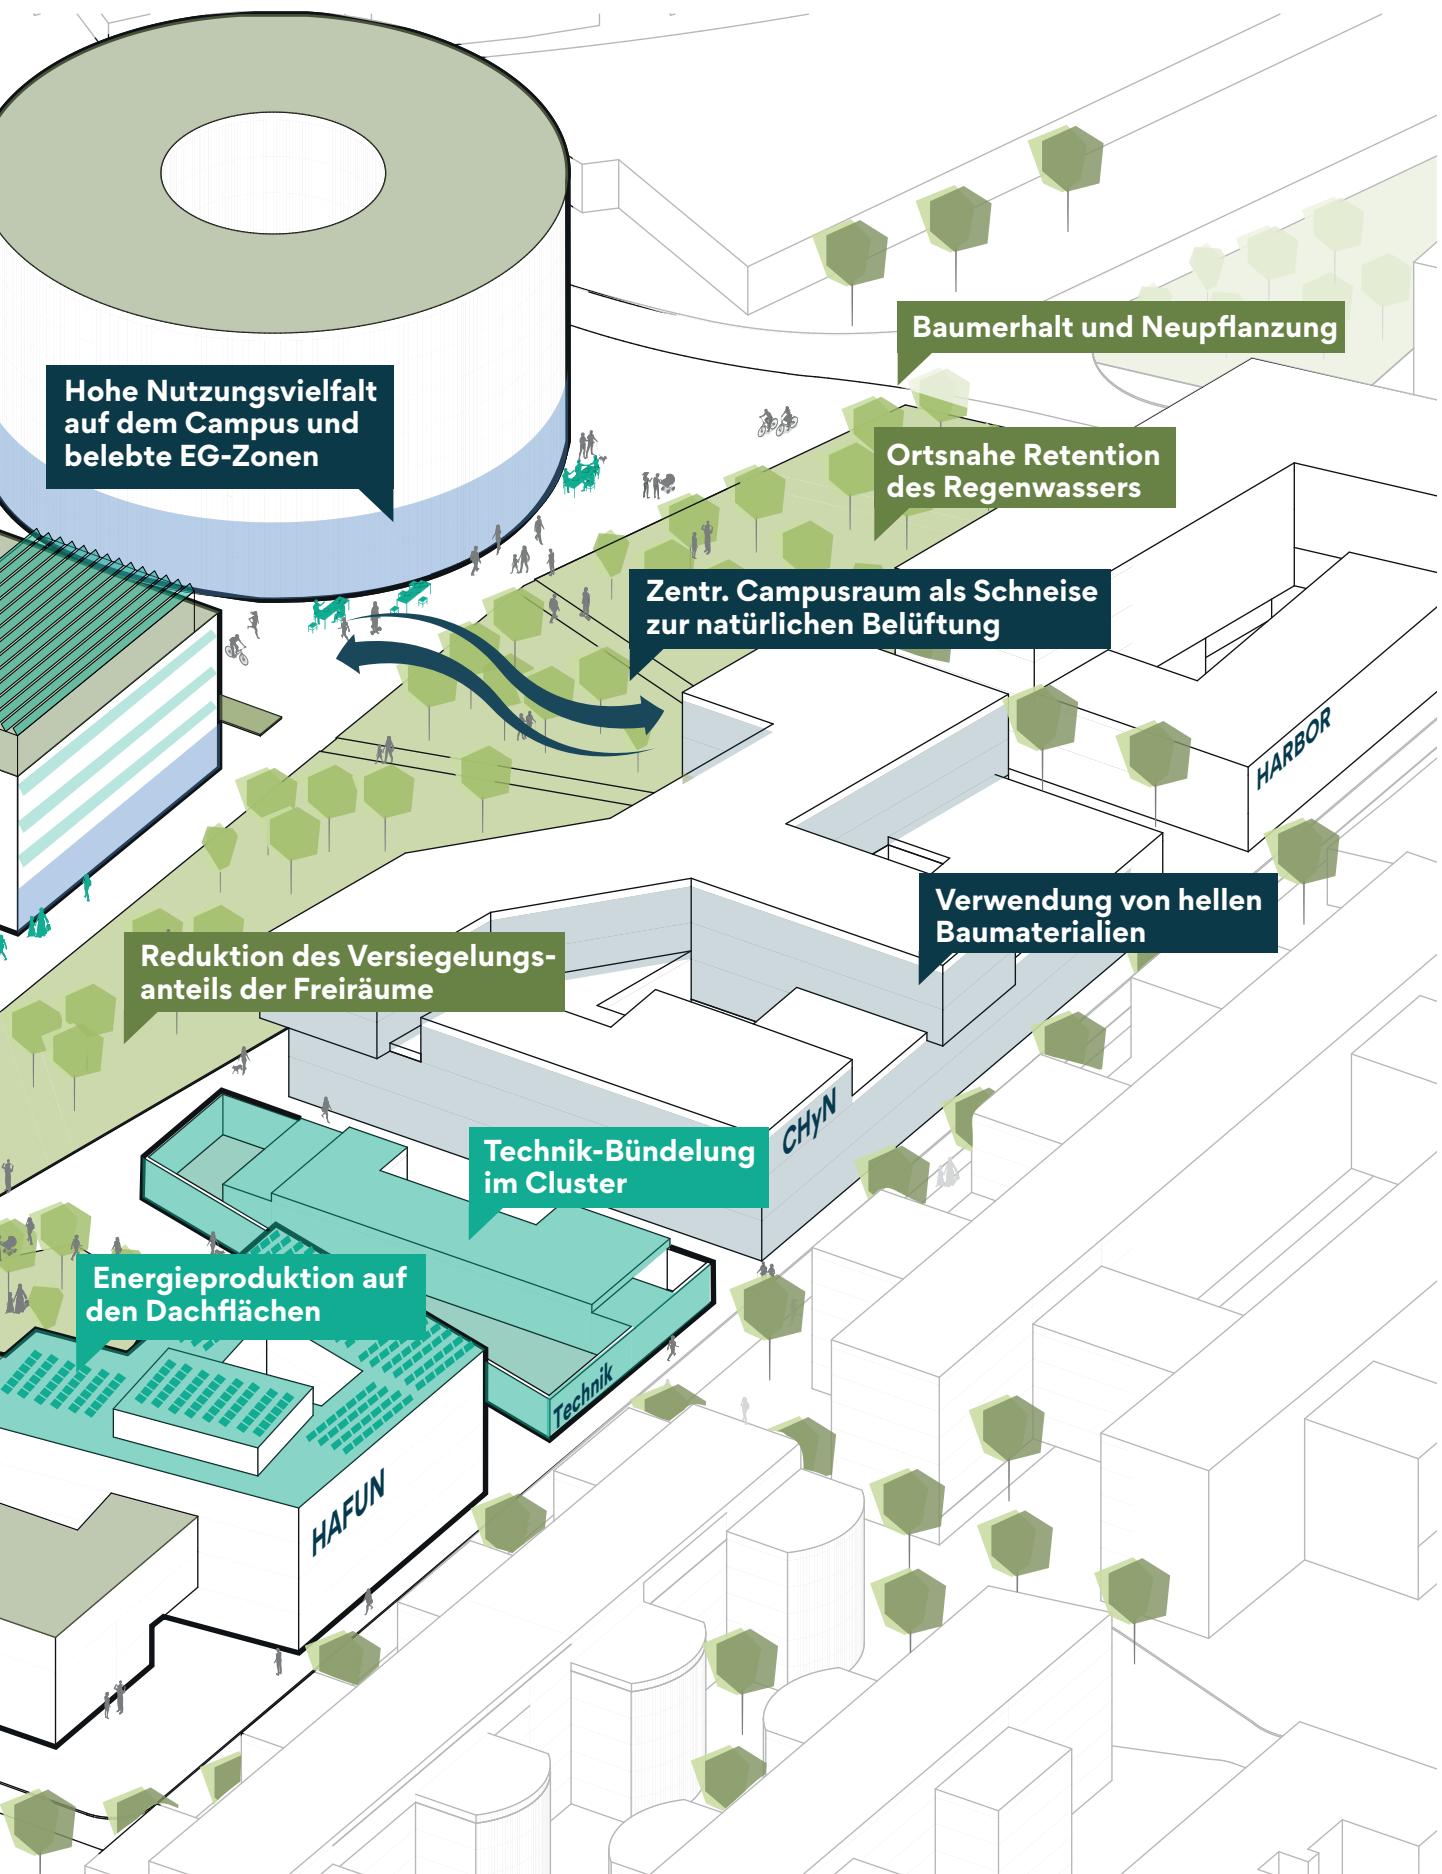 Baumerhalt und Neupflanzung
Hohe Nutzungsvielfalt
auf dem Campus und
belebte EG-Zonen
Ortsnahe Retention
des Regenwassers
Zentr. Campusraum als Schneise
zur natürlichen Belüftung
HARBOR
Verwendung von hellen
Baumaterialien
Reduktion des Versiegelungs-
anteils der Freiräume
CHyN
Technik-Bündelung
im Cluster
Energieproduktion auf
den Dachflächen
Technik
HAFUN